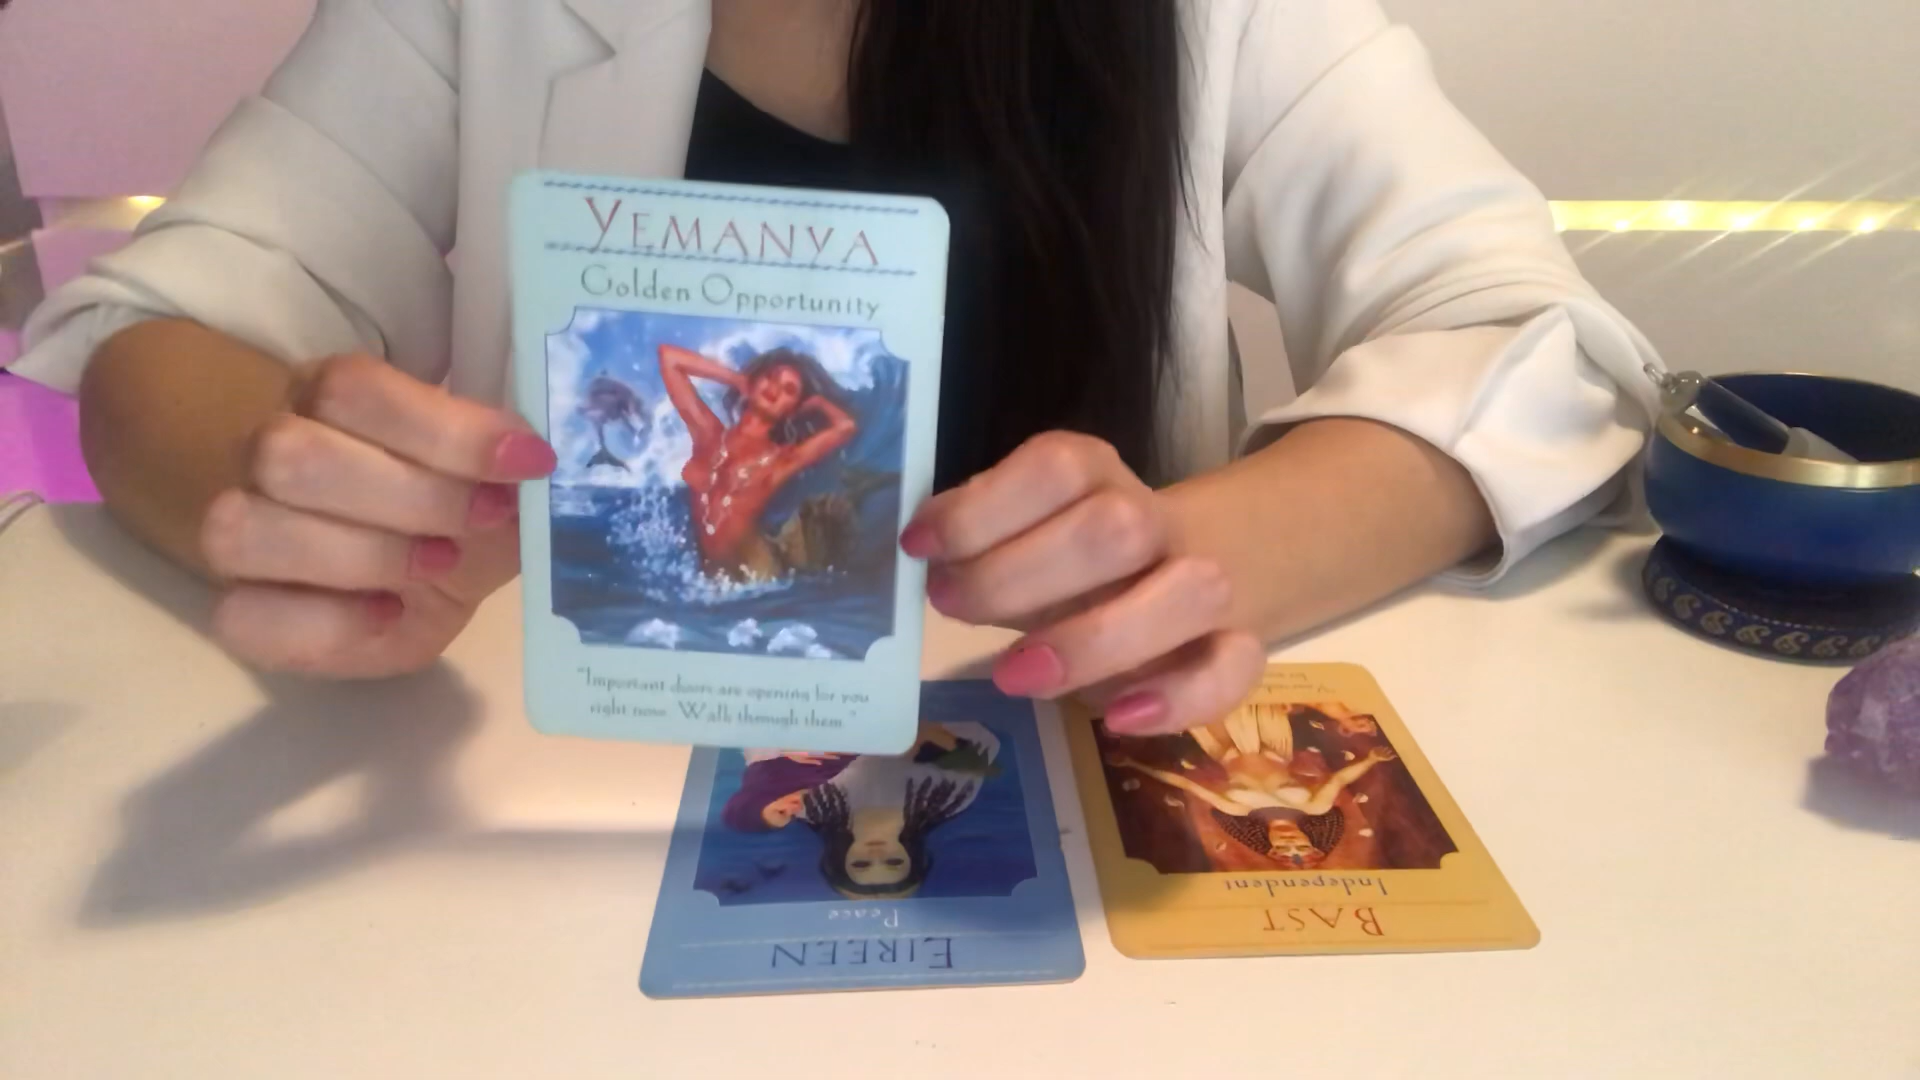 YEMANYA
Golden Opportunity
"Important doors are opening for you
right now. Walk through them."
Peace
EIREEN
Independent
BAST